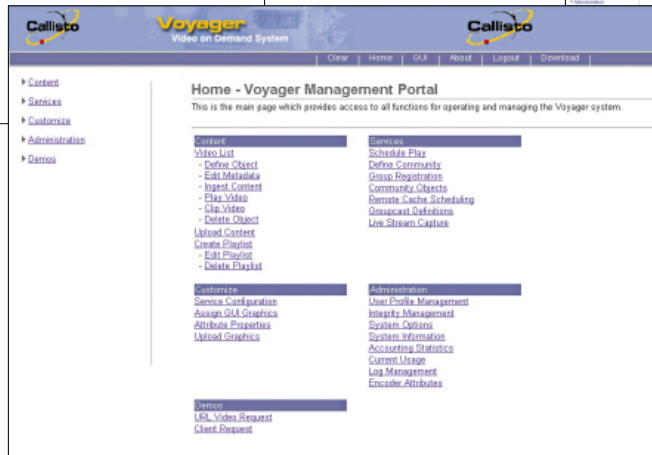 Callisto
Voyager
Video on Demand System
Callisto
| Clear | Home | GUI | About | Logout | Download |
Content
Services
Customize
Administration
Demos
Home - Voyager Management Portal
This is the main page which provides access to all functions for operating and managing the Voyager system.
Content
Video List
- Define Object
- Edit Metadata
- Ingest Content
- Play Video
- Clip Video
- Delete Object
Upload Content
Create Playlist
- Edit Playlist
- Delete Playlist
Services
Schedule Play
Define Community
Group Registration
Community Objects
Remote Cache Scheduling
Groupcast Definitions
Live Stream Capture
Customize
Service Configuration
Assign GUI Graphics
Attribute Properties
Upload Graphics
Administration
User Profile Management
Integrity Management
System Options
System Information
Accounting Statistics
Current Usage
Log Management
Encoder Attributes
Demos
URL Video Request
Client Request